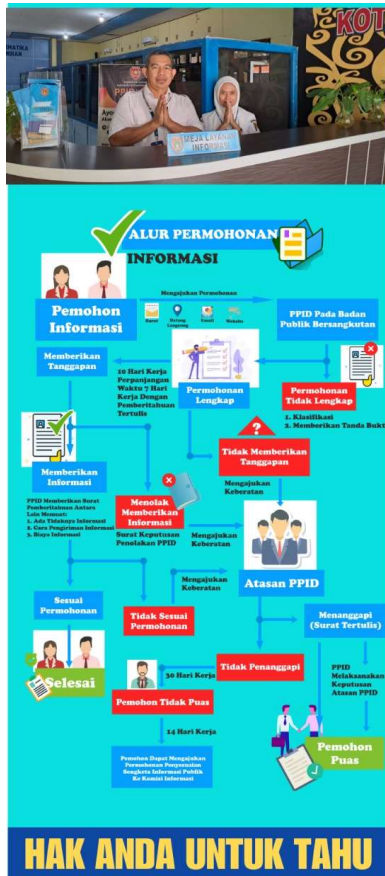 KOT
MEJA LAYANAN
INFORMASI
ALUR PERMOHONAN
INFORMASI
Mengajukan Permohonan
Surat
Datang
Langsung
Email
Website
Pemohon
Informasi
PPID Pada Badan
Publik Bersangkutan
Memberikan
Tanggapan
10 Hari Kerja
Perpanjangan
Waktu 7 Hari
Kerja Dengan
Pemberitahuan
Tertulis
Permohonan
Lengkap
Permohonan
Tidak Lengkap
1. Klasifikasi
2. Memberikan Tanda Bukt
Tidak Memberikan
Tanggapan
Mengajukan
Keberatan
Memberikan
Informasi
PPID Memberikan Surat
Pemberitahuan Antara
Lain Memuat:
1. Ada Tidaknya Informasi
2. Cara Pengiriman Informasi
3. Biaya Informasi
Menolak
Memberikan
Informasi
Surat Keputusan
Penolakan PPID
Mengajukan
Keberatan
Atasan PPID
Mengajukan
Keberatan
Sesuai
Permohonan
Tidak Sesuai
Permohonan
Menanggapi
(Surat Tertulis)
Selesai
30 Hari Kerja
Tidak Penanggapi
PPID
Melaksanakan
Keputusan
Atasan PPID
Pemohon Tidak Puas
14 Hari Kerja
Pemohon Dapat Mengajukan
Permohonan Penyesaian
Sengketa Informasi Publik
Ke Komisi Informasi
Pemohon
Puas
HAK ANDA UNTUK TAHU